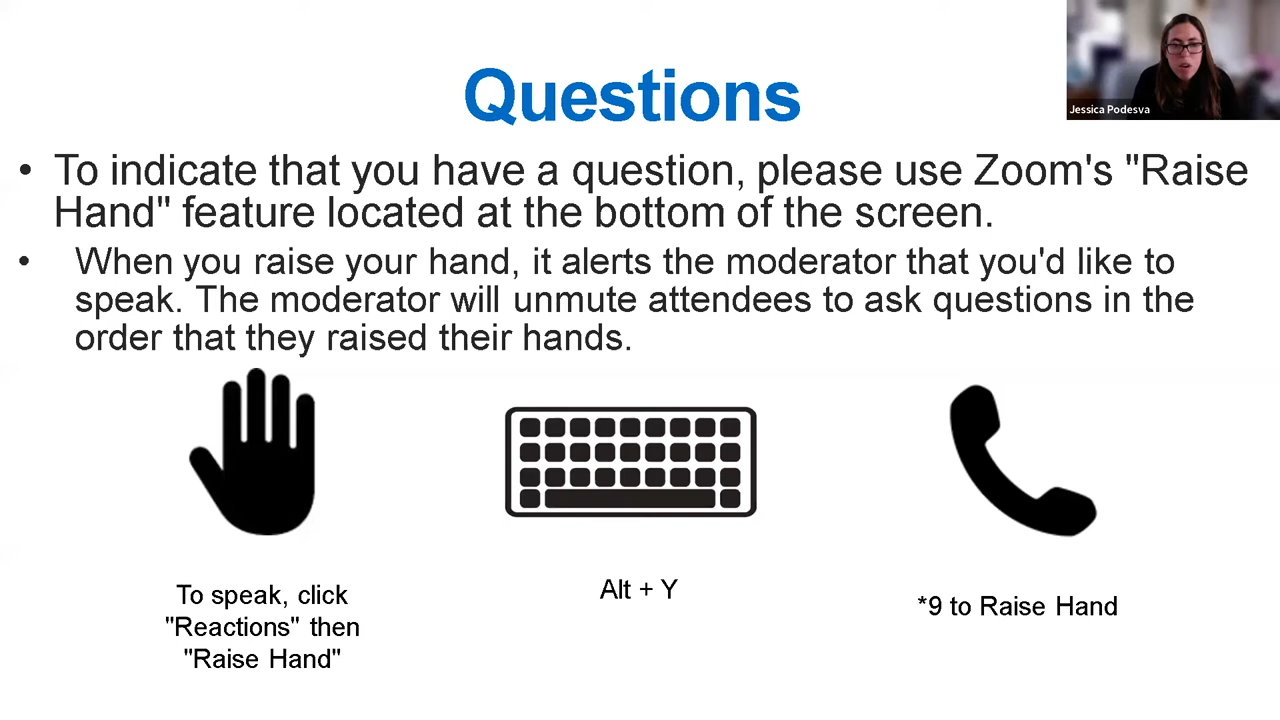 Questions
Jessica Podesva
• To indicate that you have a question, please use Zoom's "Raise
Hand" feature located at the bottom of the screen.
• When you raise your hand, it alerts the moderator that you'd like to
speak. The moderator will unmute attendees to ask questions in the
order that they raised their hands.
To speak, click
"Reactions" then
"Raise Hand"
Alt + Y
*9 to Raise Hand